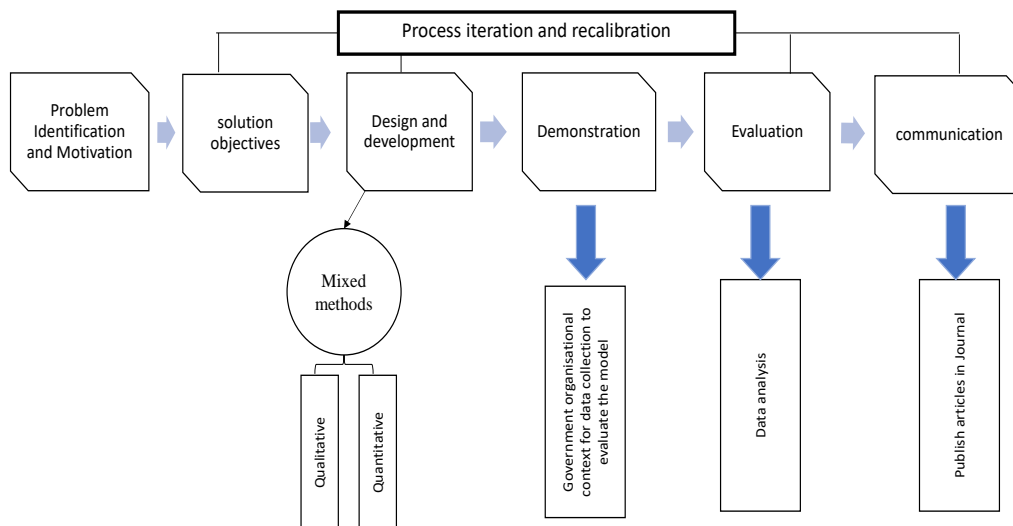 Process iteration and recalibration
Problem
Identification
and Motivation
solution
objectives
Design and
development
Demonstration
Evaluation
communication
Mixed
methods
Qualitative
Quantitative
Government organisational
context for data collection to
evaluate the model
Data analysis
Publish articles in Journal